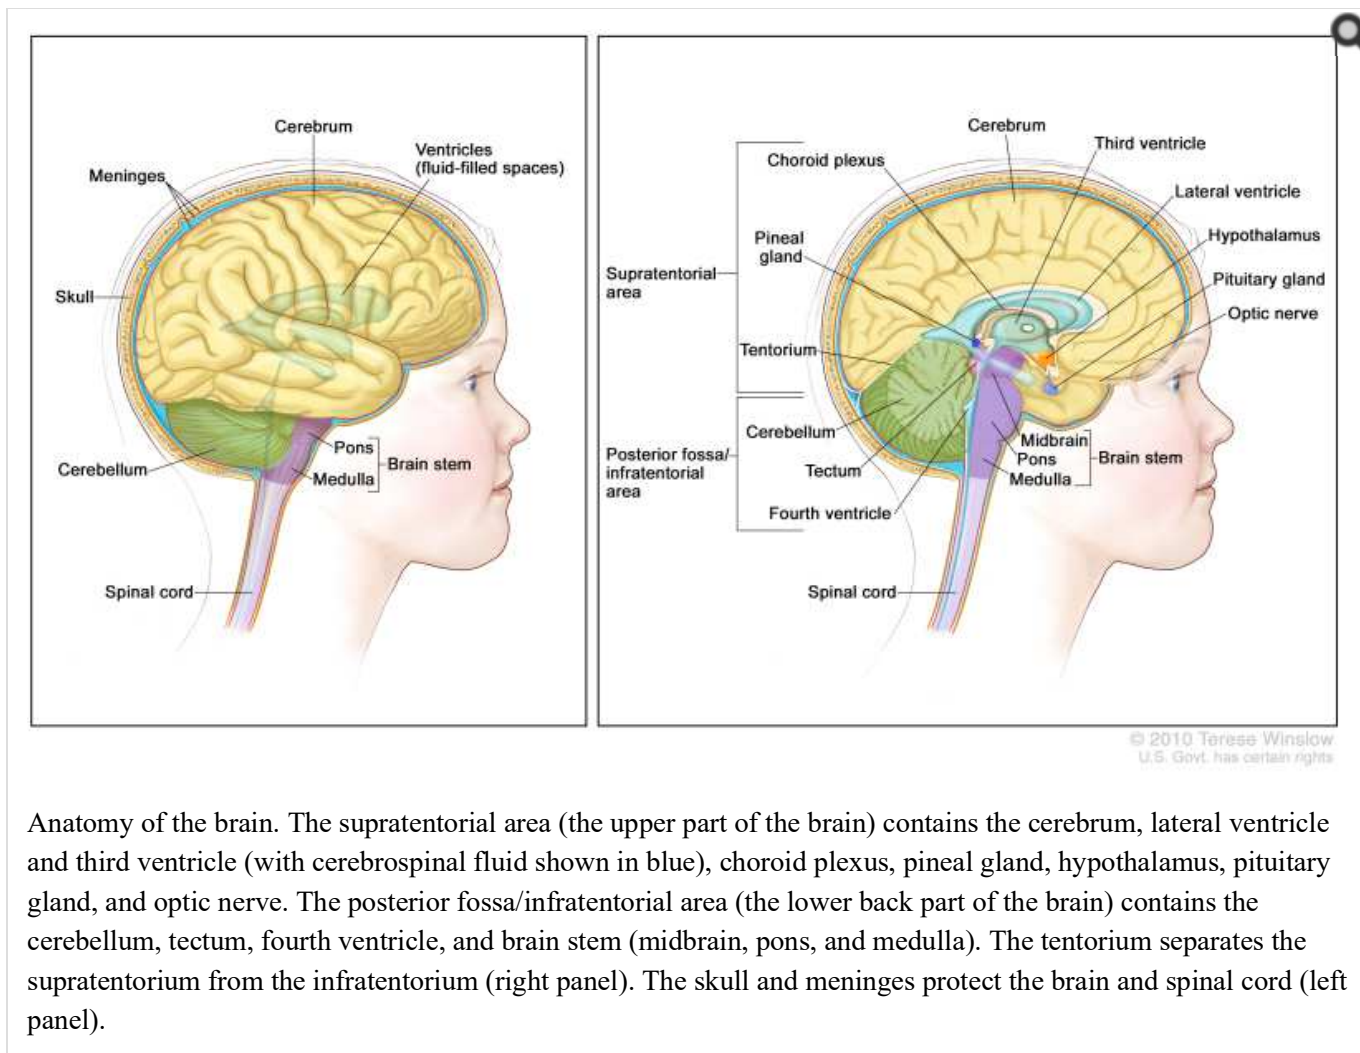 Cerebrum
Ventricles
(fluid-filled spaces)
Meninges
Skull
Pons
Brain stem
Medulla
Cerebellum
Spinal cord
Cerebrum
Third ventricle
Choroid plexus
Lateral ventricle
Pineal
gland
Hypothalamus
Supratentorial
area
Pituitary gland
Optic nerve
Tentorium
Cerebellum
Midbrain
Posterior fossa/
infratentorial
area
Pons
Brain stem
Tectum
Medulla
Fourth ventricle
Spinal cord
© 2010 Terese Winslow
U.S. Govt. has certain rights
Anatomy of the brain. The supratentorial area (the upper part of the brain) contains the cerebrum, lateral ventricle
and third ventricle (with cerebrospinal fluid shown in blue), choroid plexus, pineal gland, hypothalamus, pituitary
gland, and optic nerve. The posterior fossa/infratentorial area (the lower back part of the brain) contains the
cerebellum, tectum, fourth ventricle, and brain stem (midbrain, pons, and medulla). The tentorium separates the
supratentorium from the infratentorium (right panel). The skull and meninges protect the brain and spinal cord (left
panel).